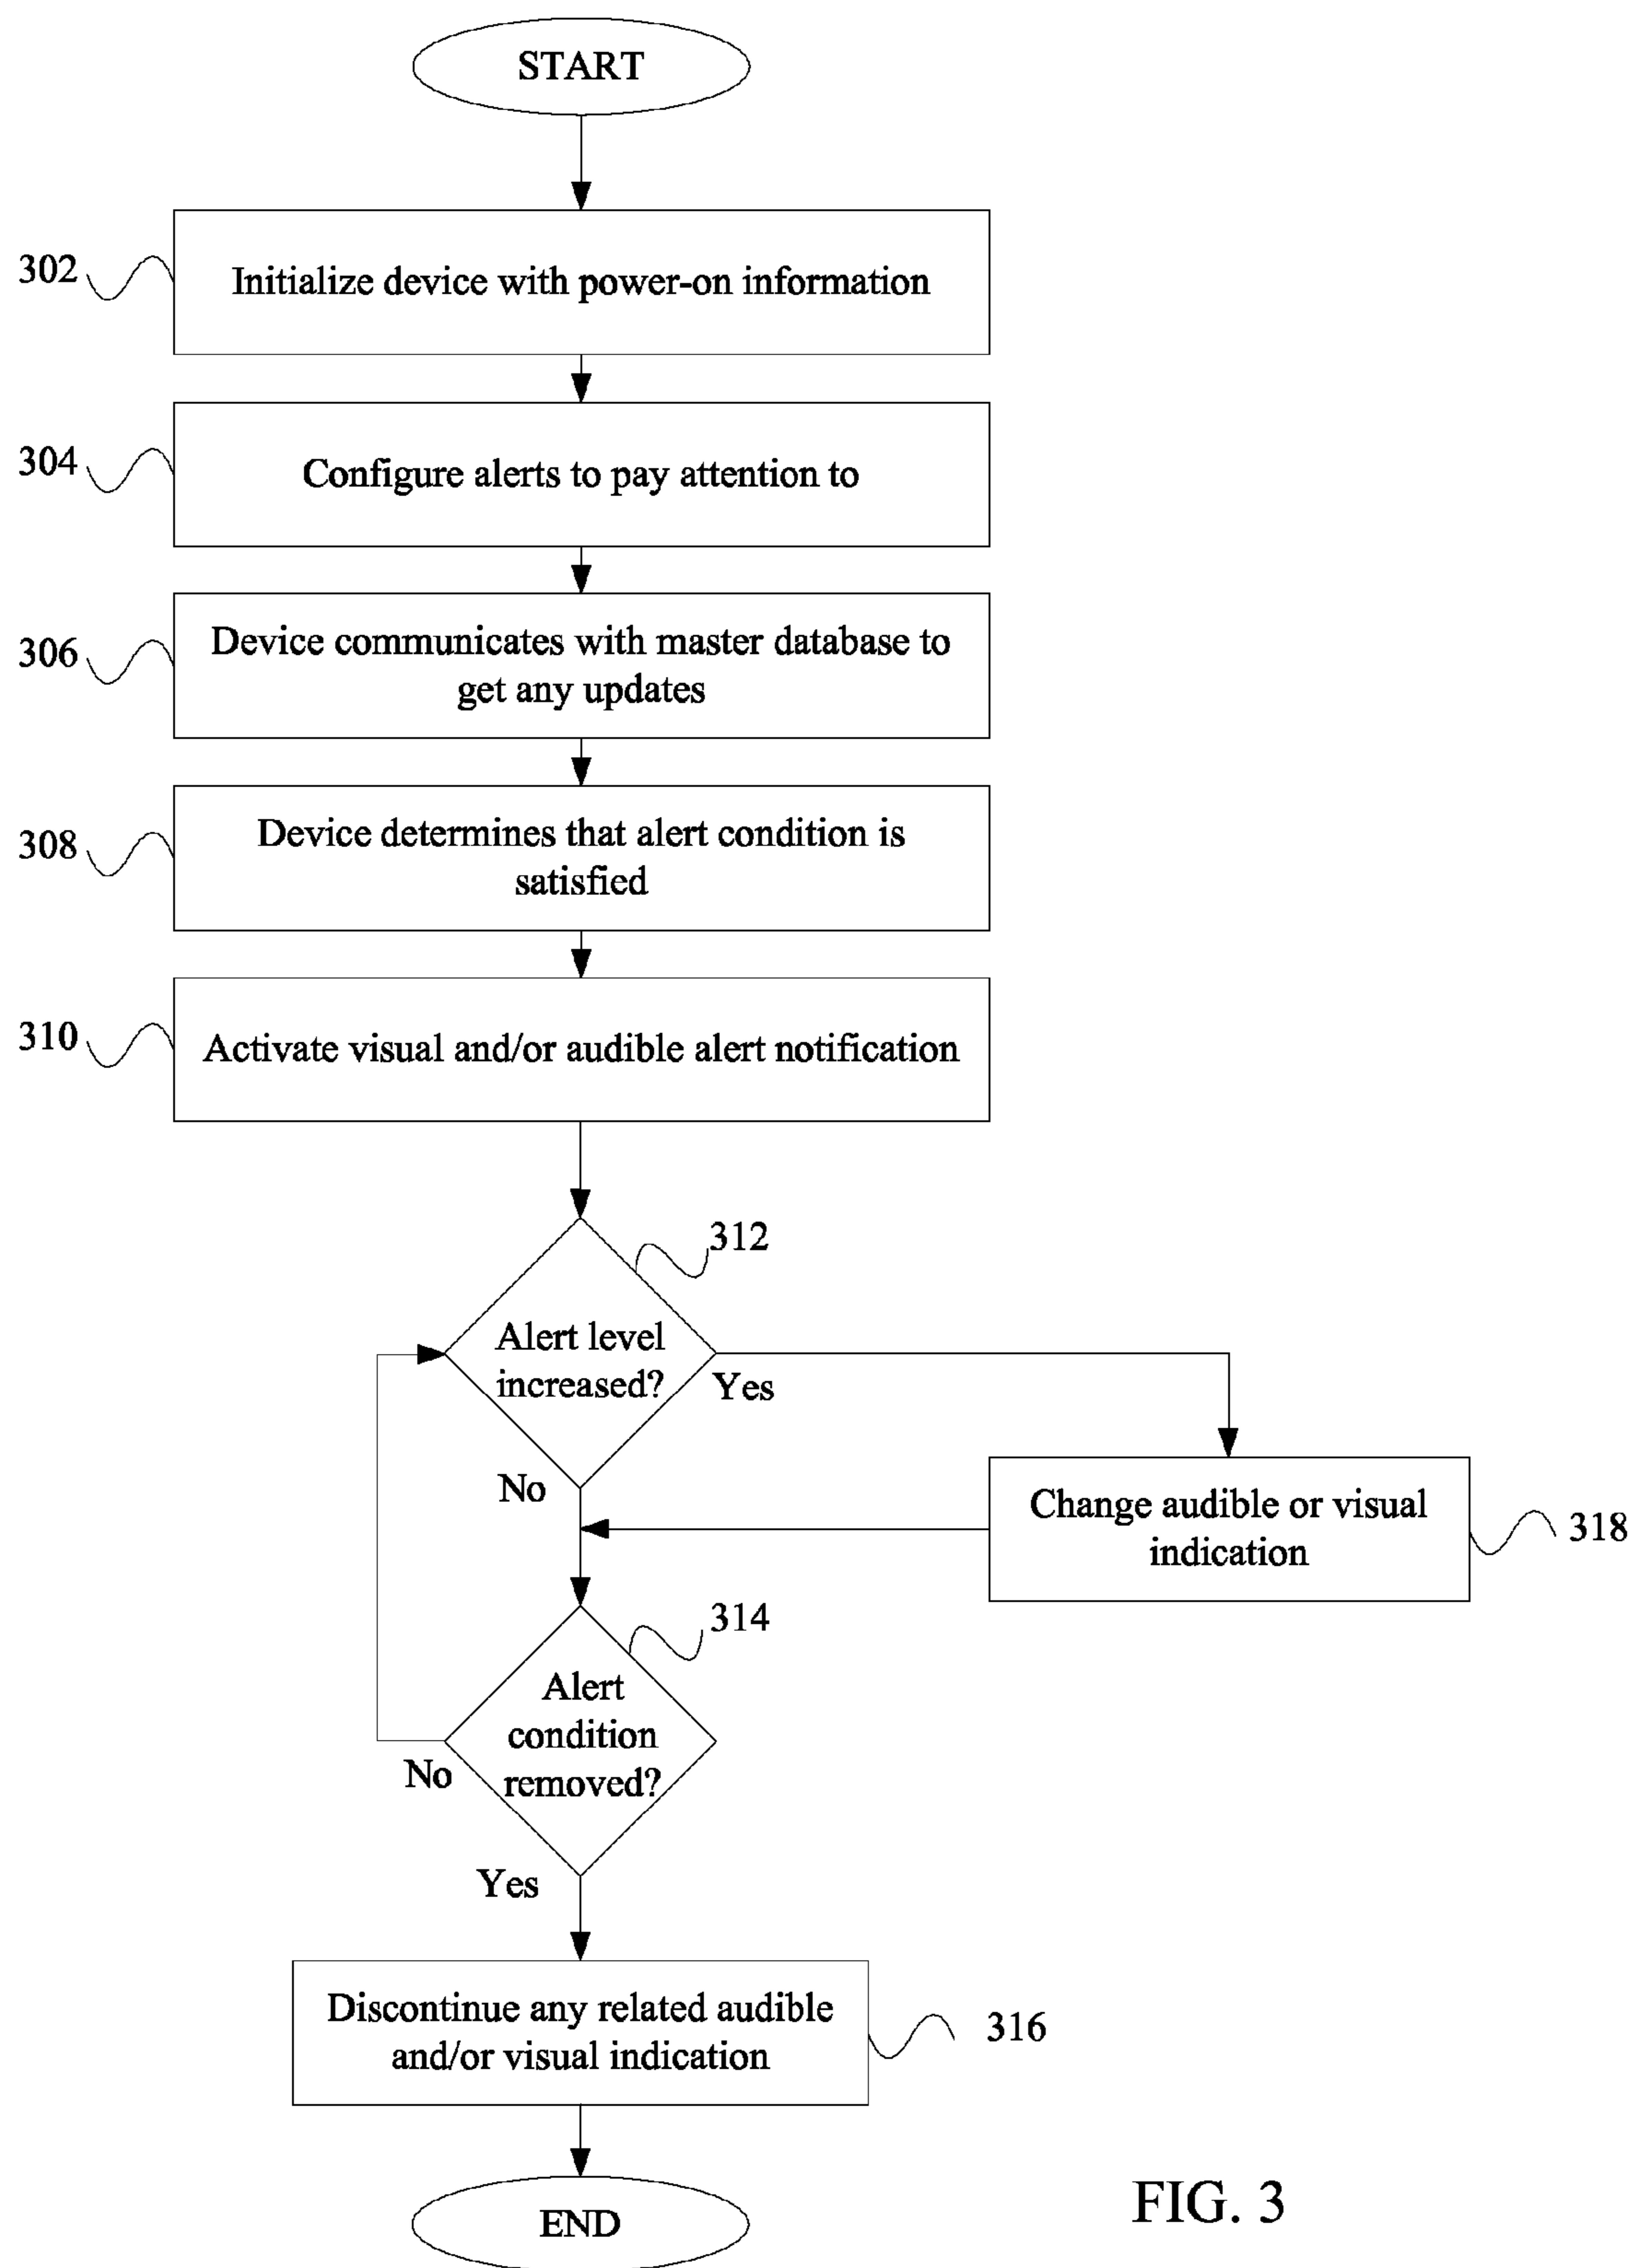 START
302
Initialize device with power-on information
304
Configure alerts to pay attention to
306
Device communicates with master database to
get any updates
308
Device determines that alert condition is
satisfied
310
Activate visual and/or audible alert notification
312
Alert level
increased?
Yes
No
Change audible or visual
indication
318
314
Alert
condition
removed?
No
Yes
Discontinue any related audible
and/or visual indication
316
END
FIG. 3